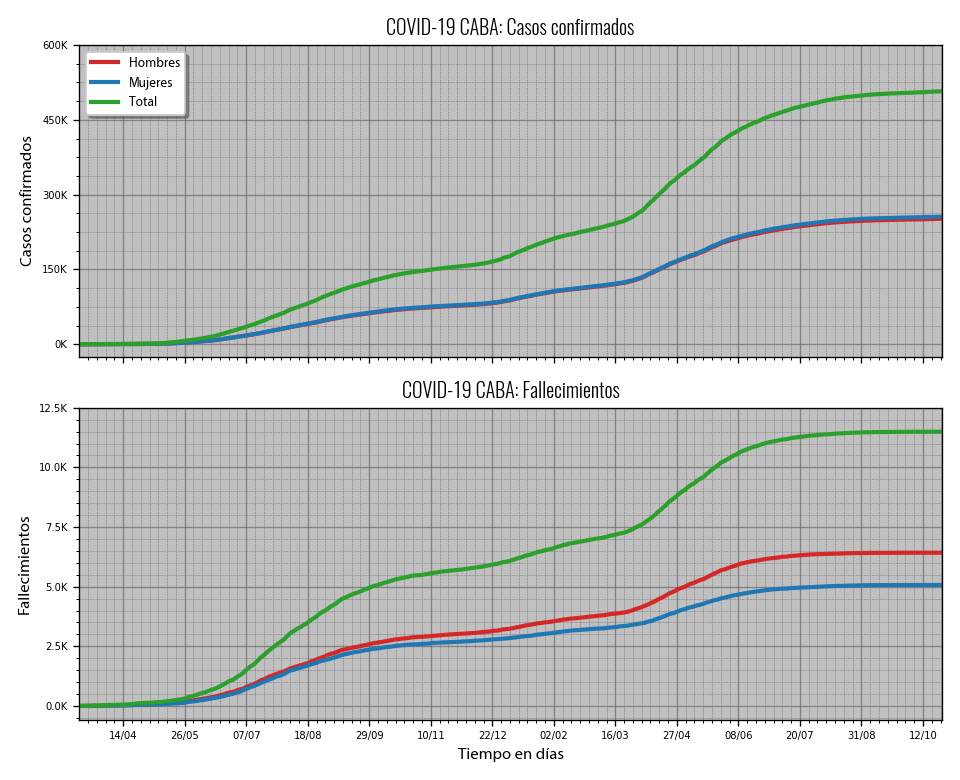 COVID-19 CABA: Casos confirmados
600K
450K
300K
150K
0K
Casos confirmados
Hombres
Mujeres
Total
COVID-19 CABA: Fallecimientos
12.5K
10.0K
7.5K
5.0K
2.5K
0.0K
Fallecimientos
14/04 26/05 07/07 18/08 29/09 10/11 22/12 02/02 16/03 27/04 08/06 20/07 31/08 12/10
Tiempo en días